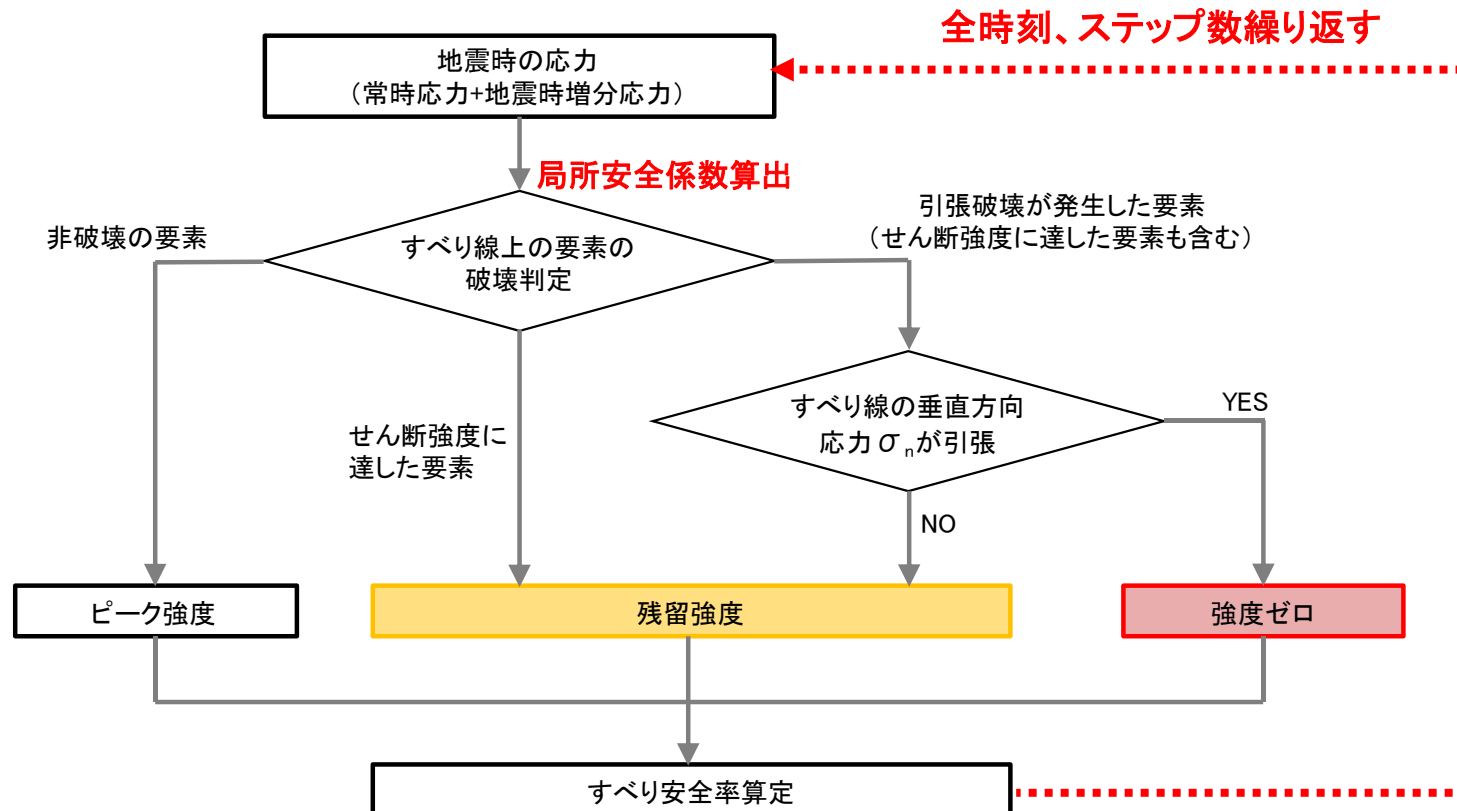 全時刻、ステップ数繰り返す
地震時の応力
（常時応力+地震時増分応力）
局所安全係数算出
引張破壊が発生した要素
（せん断強度に達した要素も含む）
非破壊の要素
すべり線上の要素の
破壊判定
すべり線の垂直方向
応力σnが引張
YES
せん断強度に
達した要素
NO
ピーク強度
残留強度
強度ゼロ
すべり安全率算定